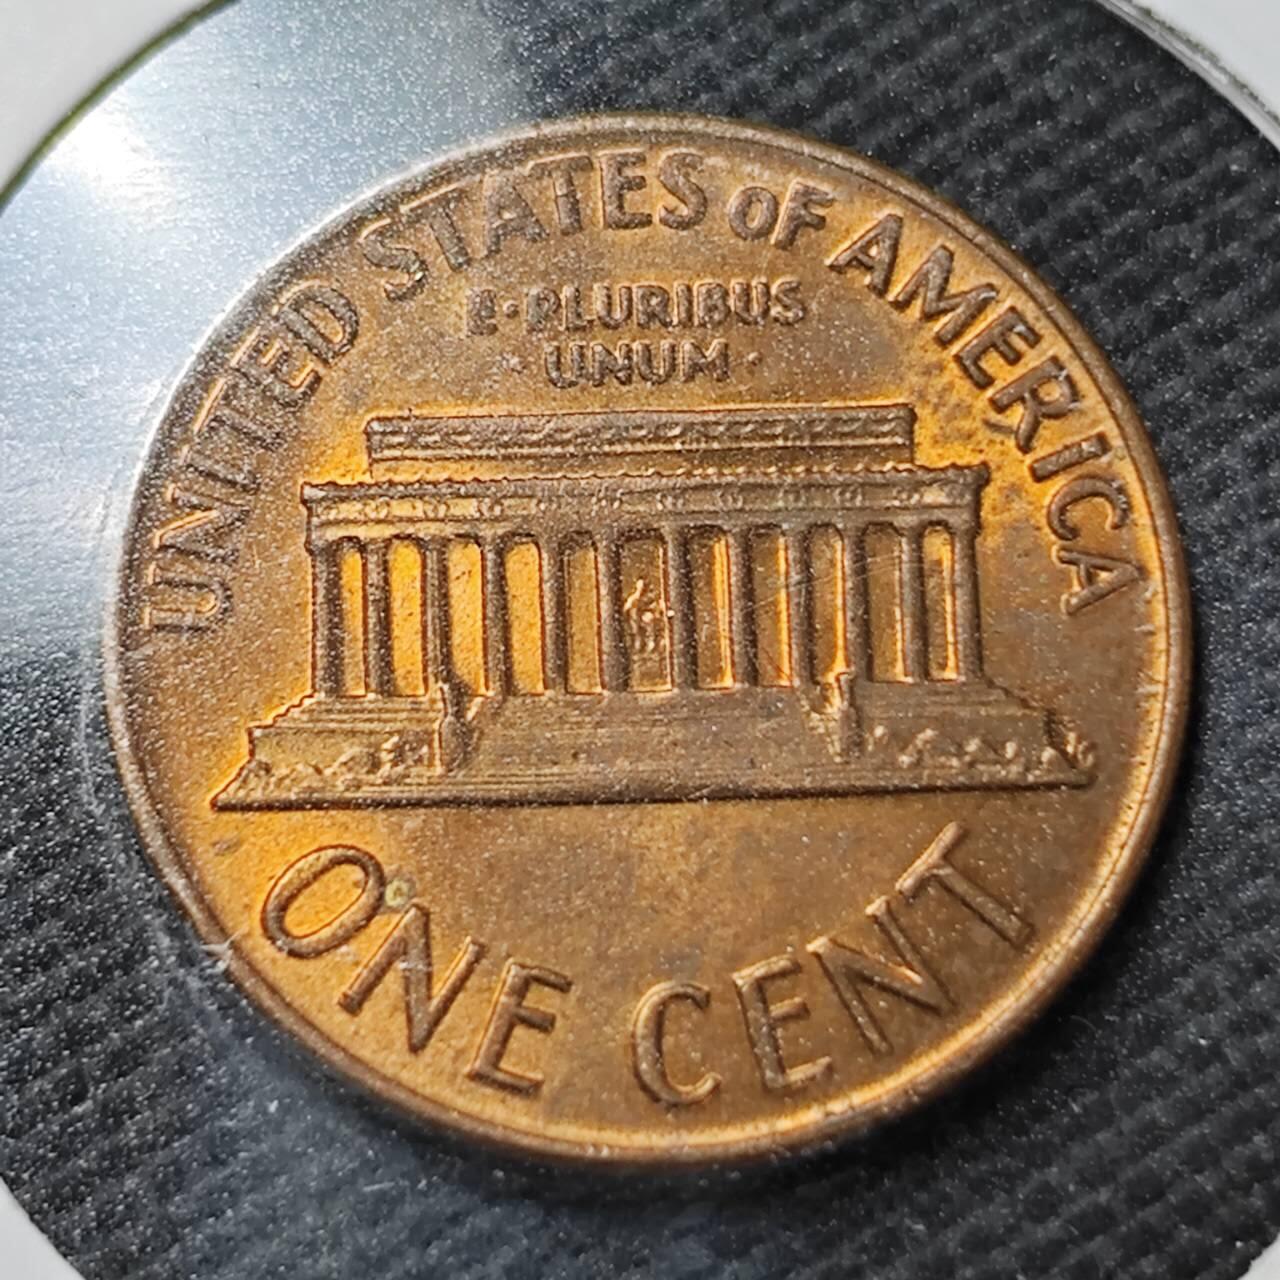 UNITED STATES OF AMERICA
E·PLURIBUS
·UNUM·
ONE CENT